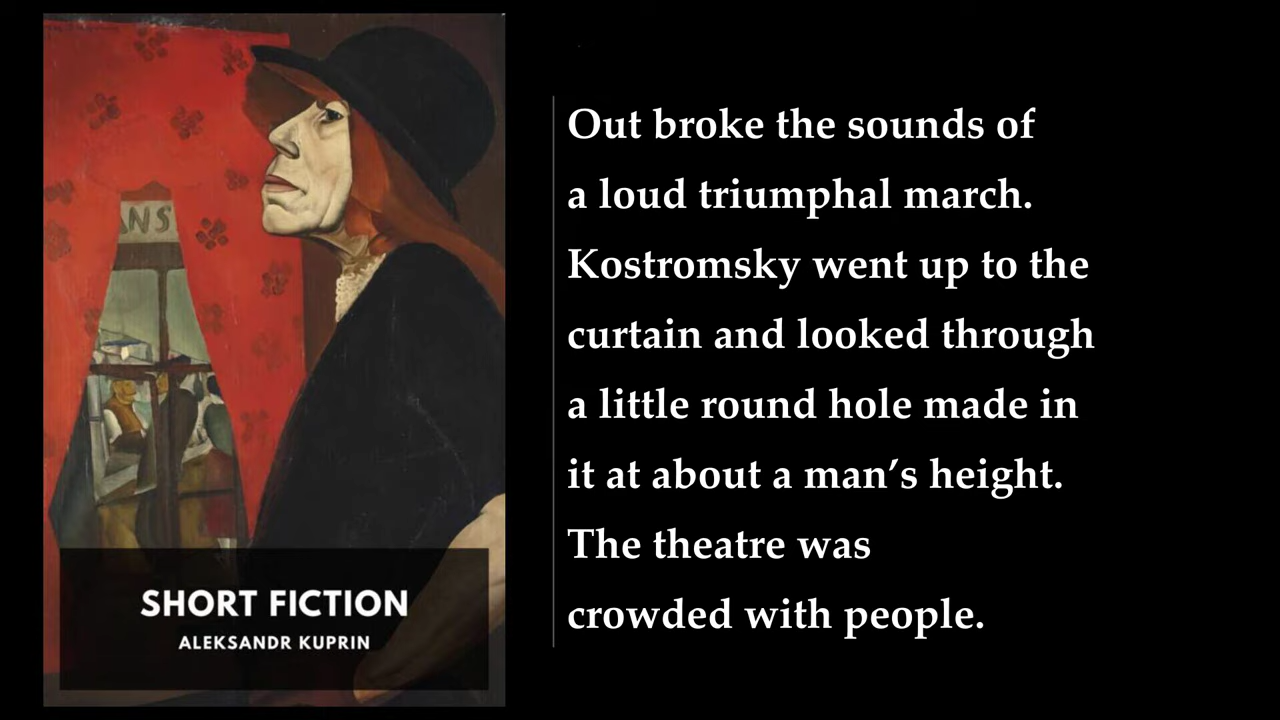 NS
SHORT FICTION
ALEKSANDR KUPRIN
Out broke the sounds of
a loud triumphal march.
Kostromsky went up to the
curtain and looked through
a little round hole made in
it at about a man’s height.
The theatre was
crowded with people.